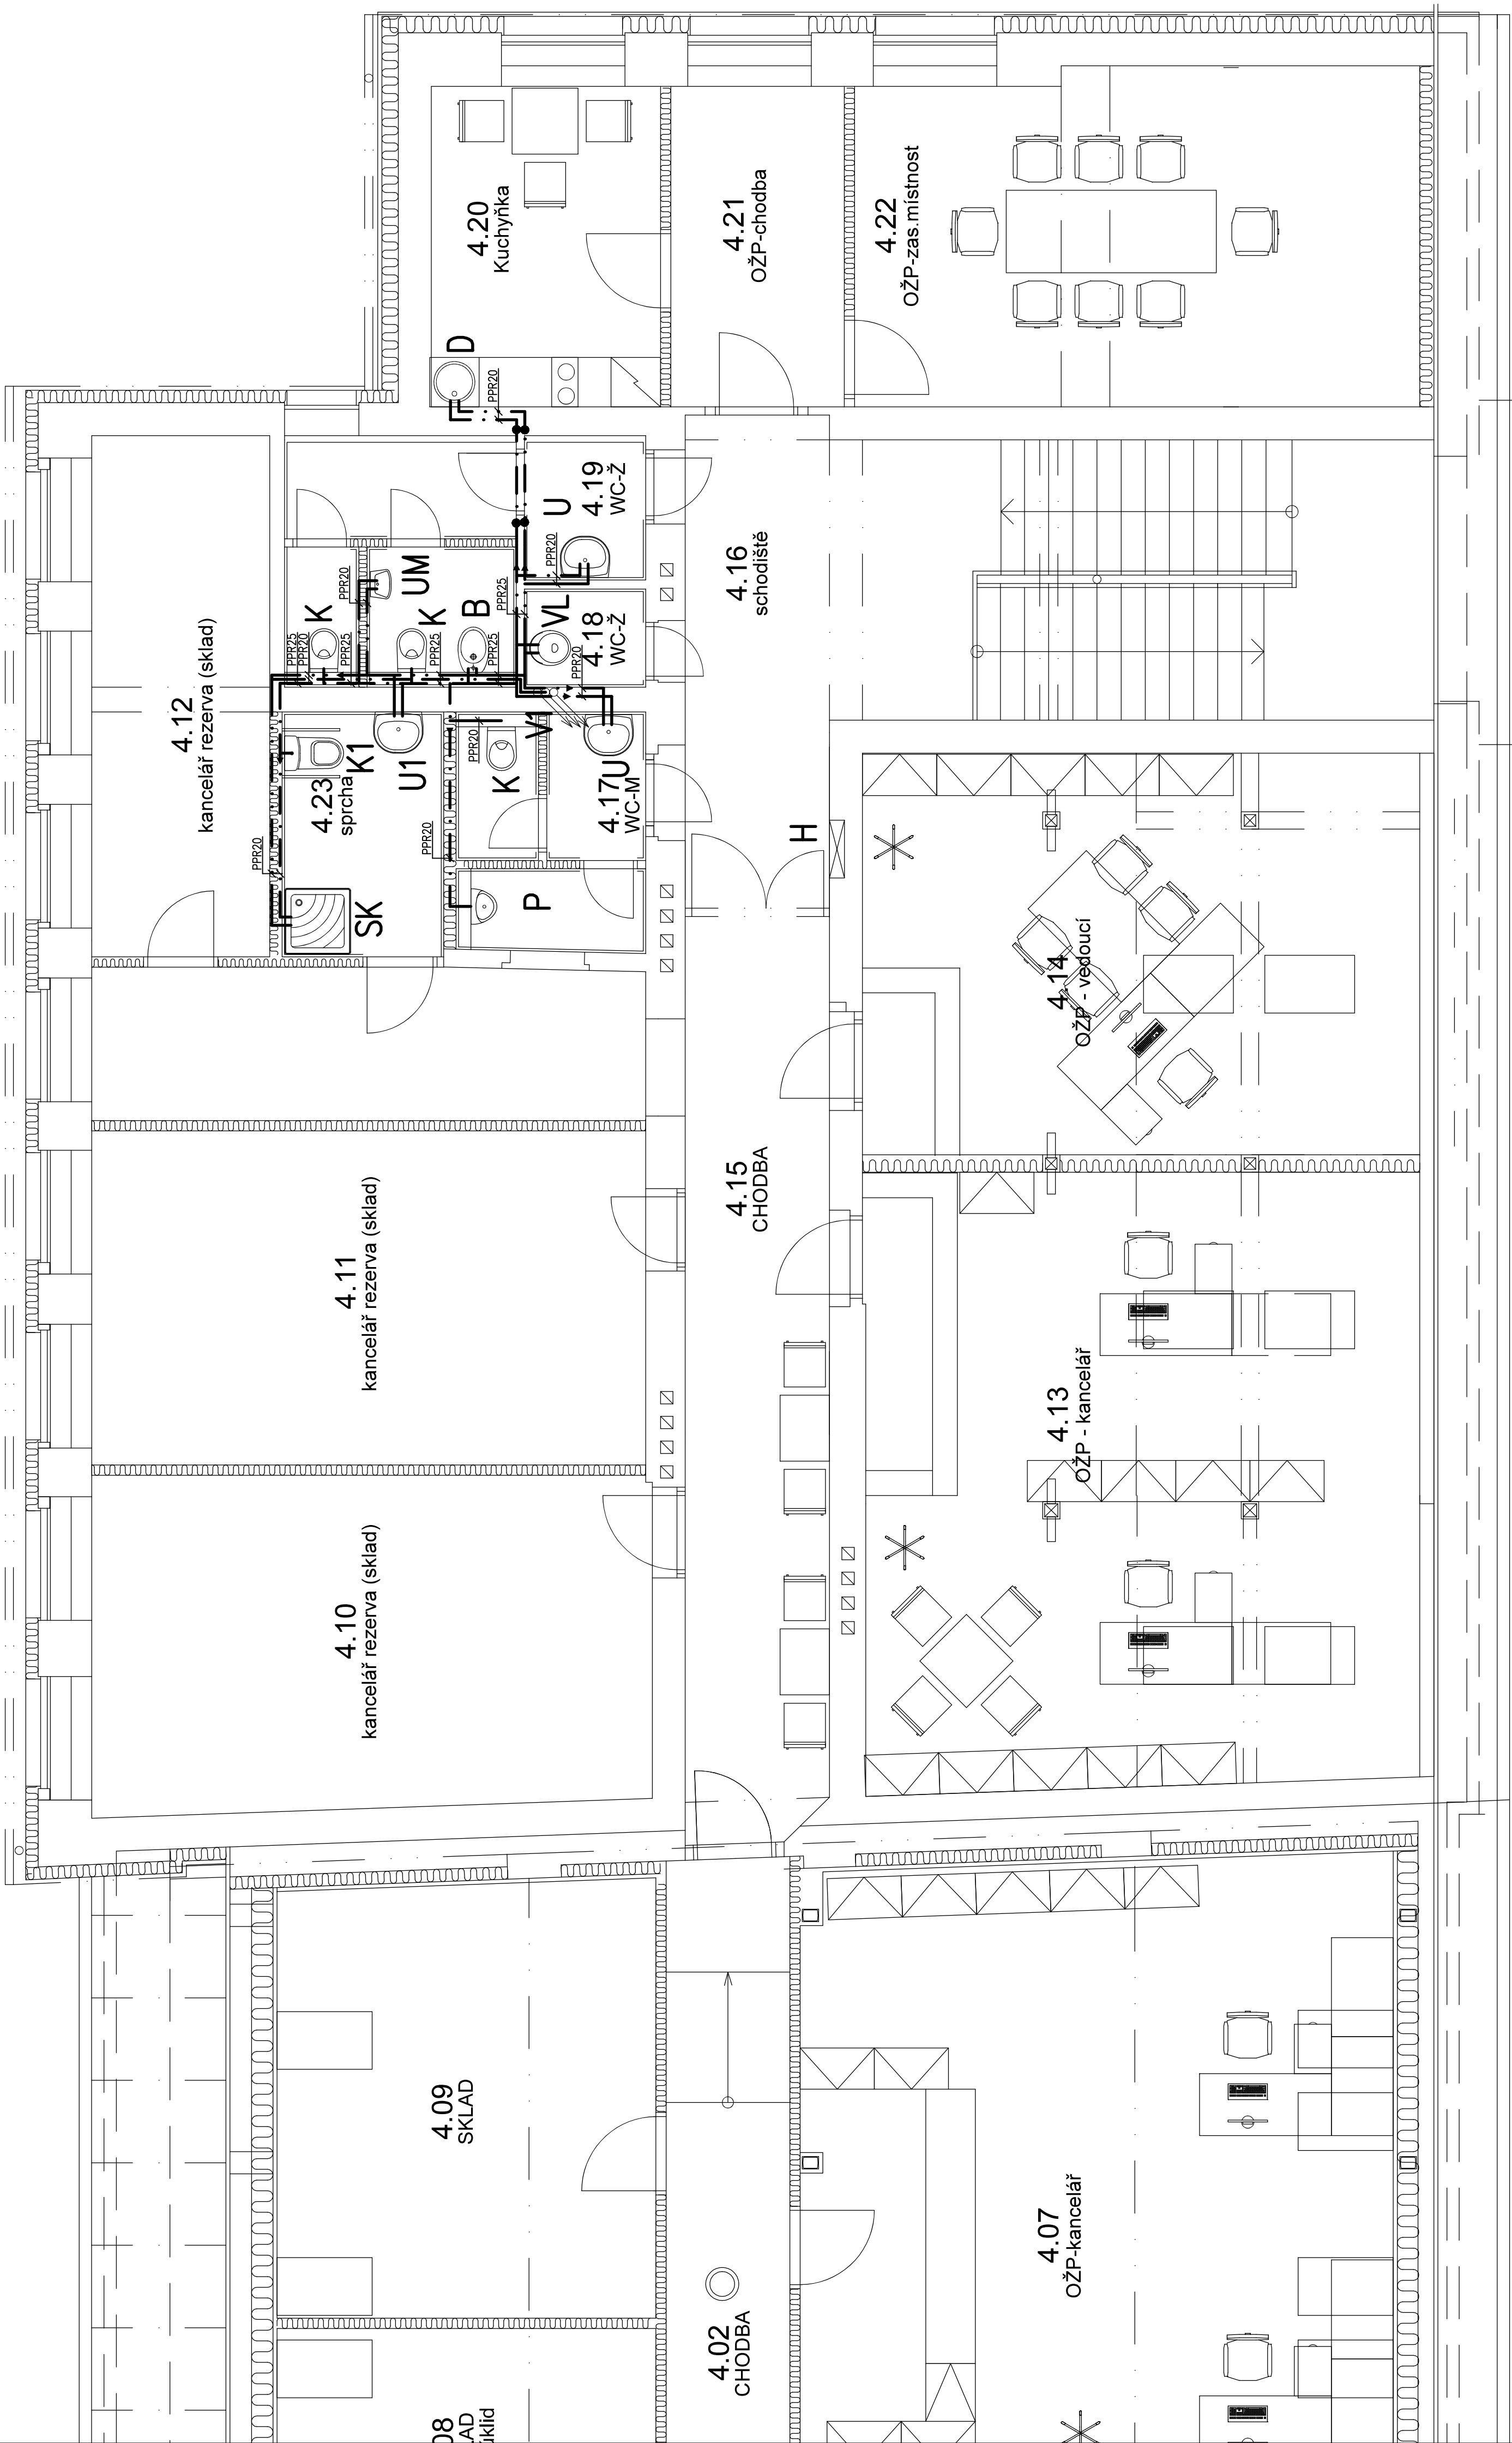 4.20
Kuchyňka
4.21
OŽP-chodba
4.22
OŽP-zas.místnost
D
PPR20
4.19
WC-Ž
U
PPR20
4.16
schodiště
4.12
kancelář rezerva (sklad)
PPR20
UM
K
K
B
PPR25
VL
4.18
WC-Ž
PPR20
PPR25
PPR20
PPR25
PPR25
PPR25
V1
K1
U1
4.23
sprcha
PPR20
K
U
4.17
WC-M
PPR20
PPR20
H
SK
P
4.14
OŽP - vedoucí
4.15
CHODBA
4.11
kancelář rezerva (sklad)
4.13
OŽP - kancelář
4.10
kancelář rezerva (sklad)
4.09
SKLAD
4.07
OŽP-kancelář
4.02
CHODBA
08
AD
úklid